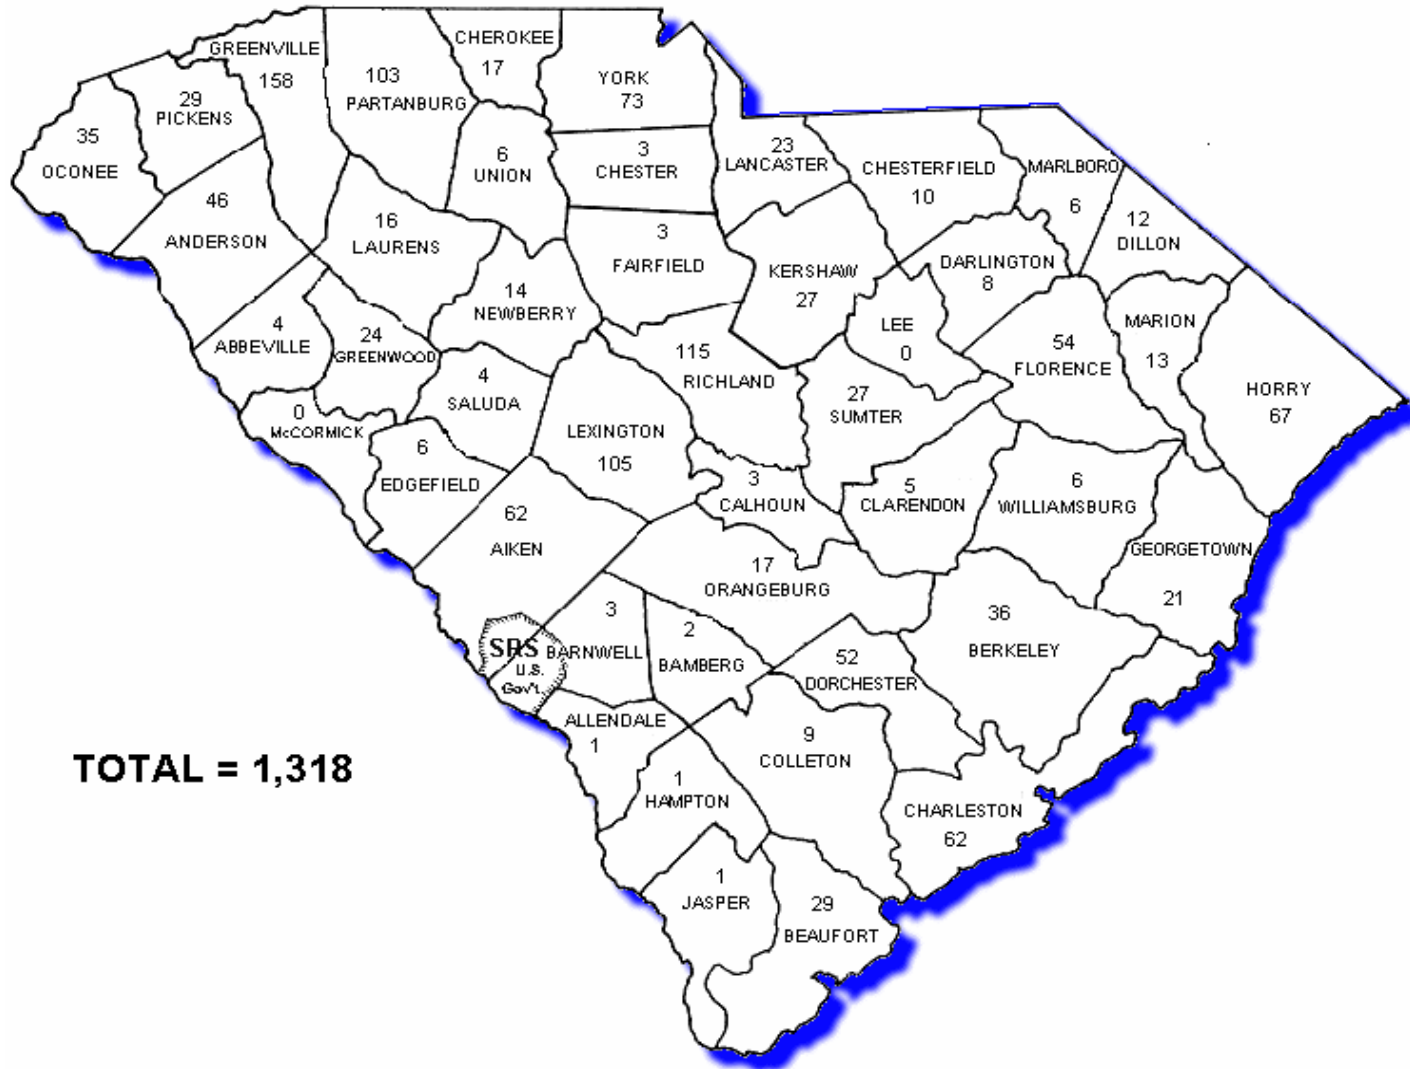 GREENVILLE
158
103
PARTANBURG
CHEROKEE
17
YORK
73
29
PICKENS
35
OCONEE
46
ANDERSON
6
UNION
3
CHESTER
23
LANCASTER
CHESTERFIELD
10
MARLBORO
6
12
DILLON
16
LAURENS
3
FAIRFIELD
KERSHAW
27
DARLINGTON
8
14
NEWBERRY
4
ABBEVILLE
24
GREENWOOD
LEE
0
54
FLORENCE
MARION
13
HORRY
67
115
RICHLAND
4
SALUDA
27
SUMTER
0
McCORMICK
LEXINGTON
105
6
EDGEFIELD
3
CALHOUN
5
CLARENDON
6
WILLIAMSBURG
62
AIKEN
GEORGETOWN
21
17
ORANGEBURG
3
BARNWELL
2
BAMBERG
36
BERKELEY
SRS
U.S.
Gov't.
52
DORCHESTER
ALLENDALE
1
9
COLLETON
TOTAL = 1,318
1
HAMPTON
CHARLESTON
62
1
JASPER
29
BEAUFORT